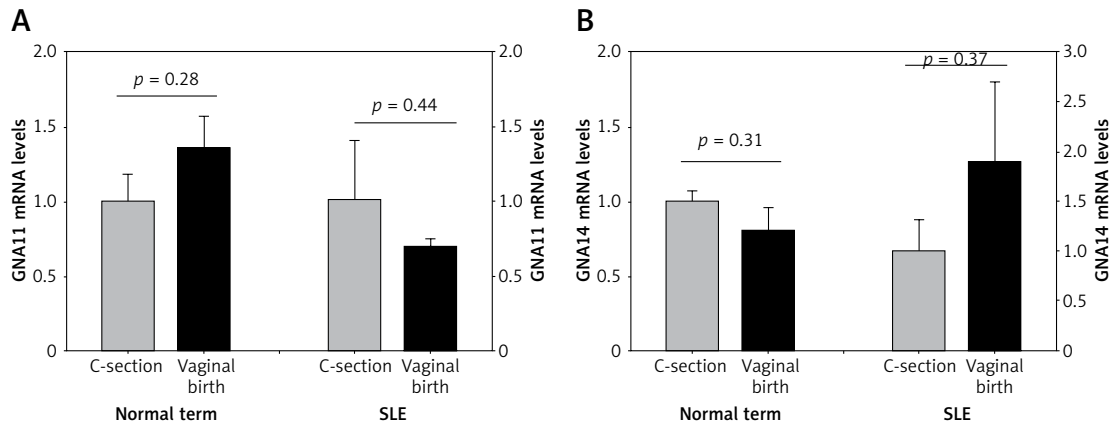 A
GNA11 mRNA levels
2.0
1.5
1.0
0.5
0
p = 0.28
p = 0.44
2.0
1.5
1.0
0.5
0
GNA11 mRNA levels
C-section
Vaginal
birth
C-section
Vaginal
birth
Normal term
SLE
B
GNA14 mRNA levels
2.0
1.5
1.0
0.5
0
p = 0.31
p = 0.37
3.0
2.5
2.0
1.5
1.0
0.5
0
GNA14 mRNA levels
C-section
Vaginal
birth
C-section
Vaginal
birth
Normal term
SLE